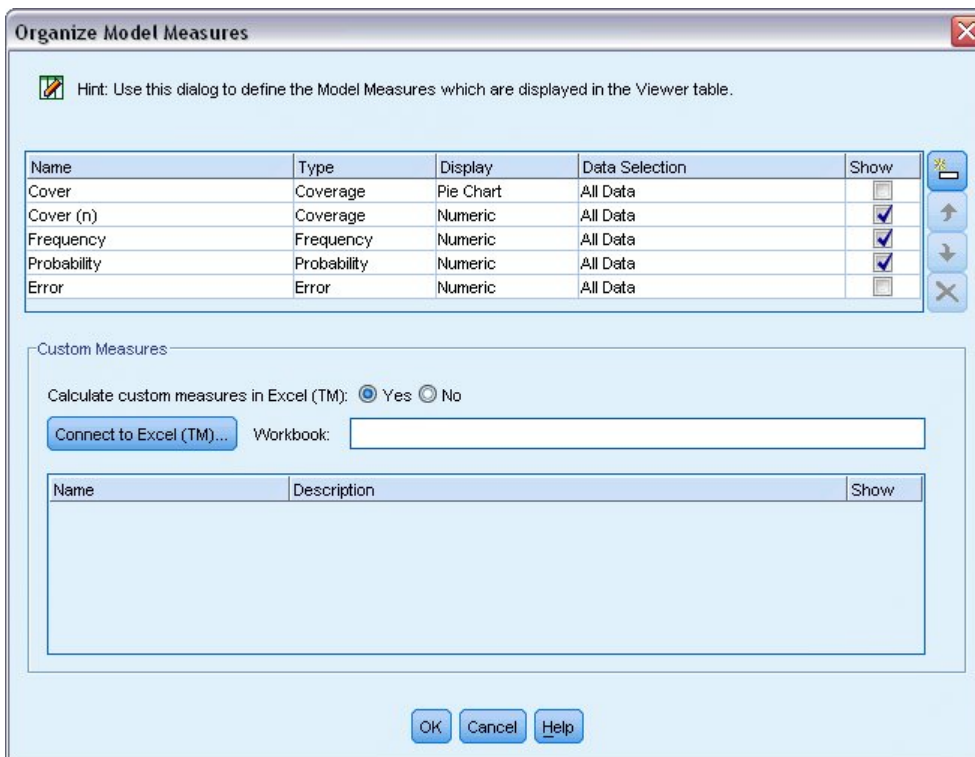 Organize Model Measures
Hint: Use this dialog to define the Model Measures which are displayed in the Viewer table.
Name Type Display Data Selection Show
Cover Coverage Pie Chart All Data
Cover (n) Coverage Numeric All Data
Frequency Frequency Numeric All Data
Probability Probability Numeric All Data
Error Error Numeric All Data
Custom Measures
Calculate custom measures in Excel (TM): Yes No
Connect to Excel (TM)... Workbook:
Name Description Show
OK Cancel Help